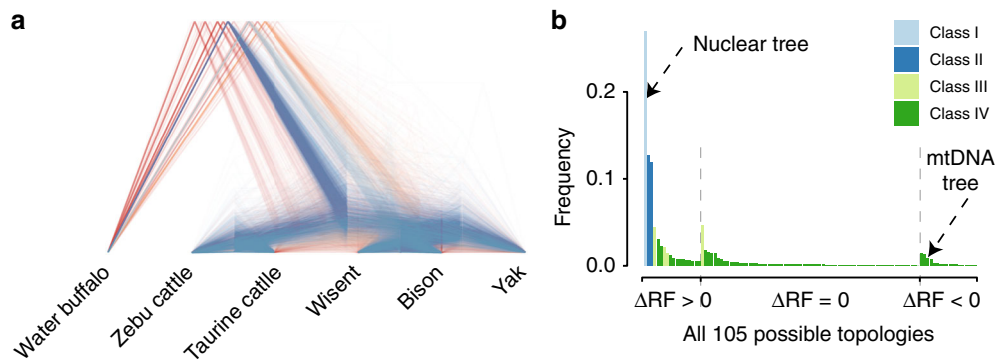 a
Water buffalo
Zebu cattle
Taurine cattle
Wisent
Bison
Yak
b
Nuclear tree
Class I
Class II
Class III
Class IV
mtDNA
tree
Frequency
0.2
0.1
0.0
ΔRF > 0
ΔRF = 0
ΔRF < 0
All 105 possible topologies